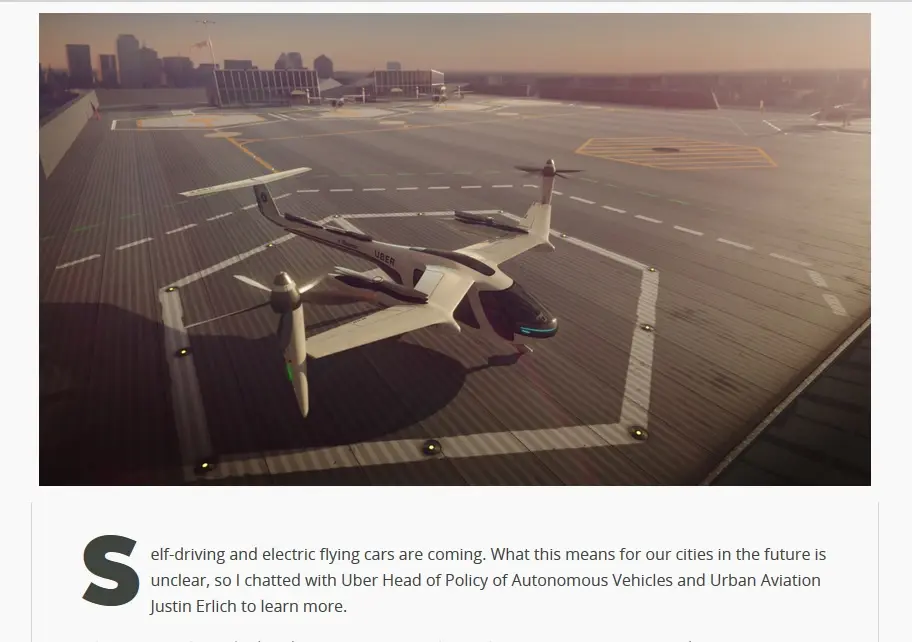 UBER
Self-driving and electric flying cars are coming. What this means for our cities in the future is
unclear, so I chatted with Uber Head of Policy of Autonomous Vehicles and Urban Aviation
Justin Erlich to learn more.